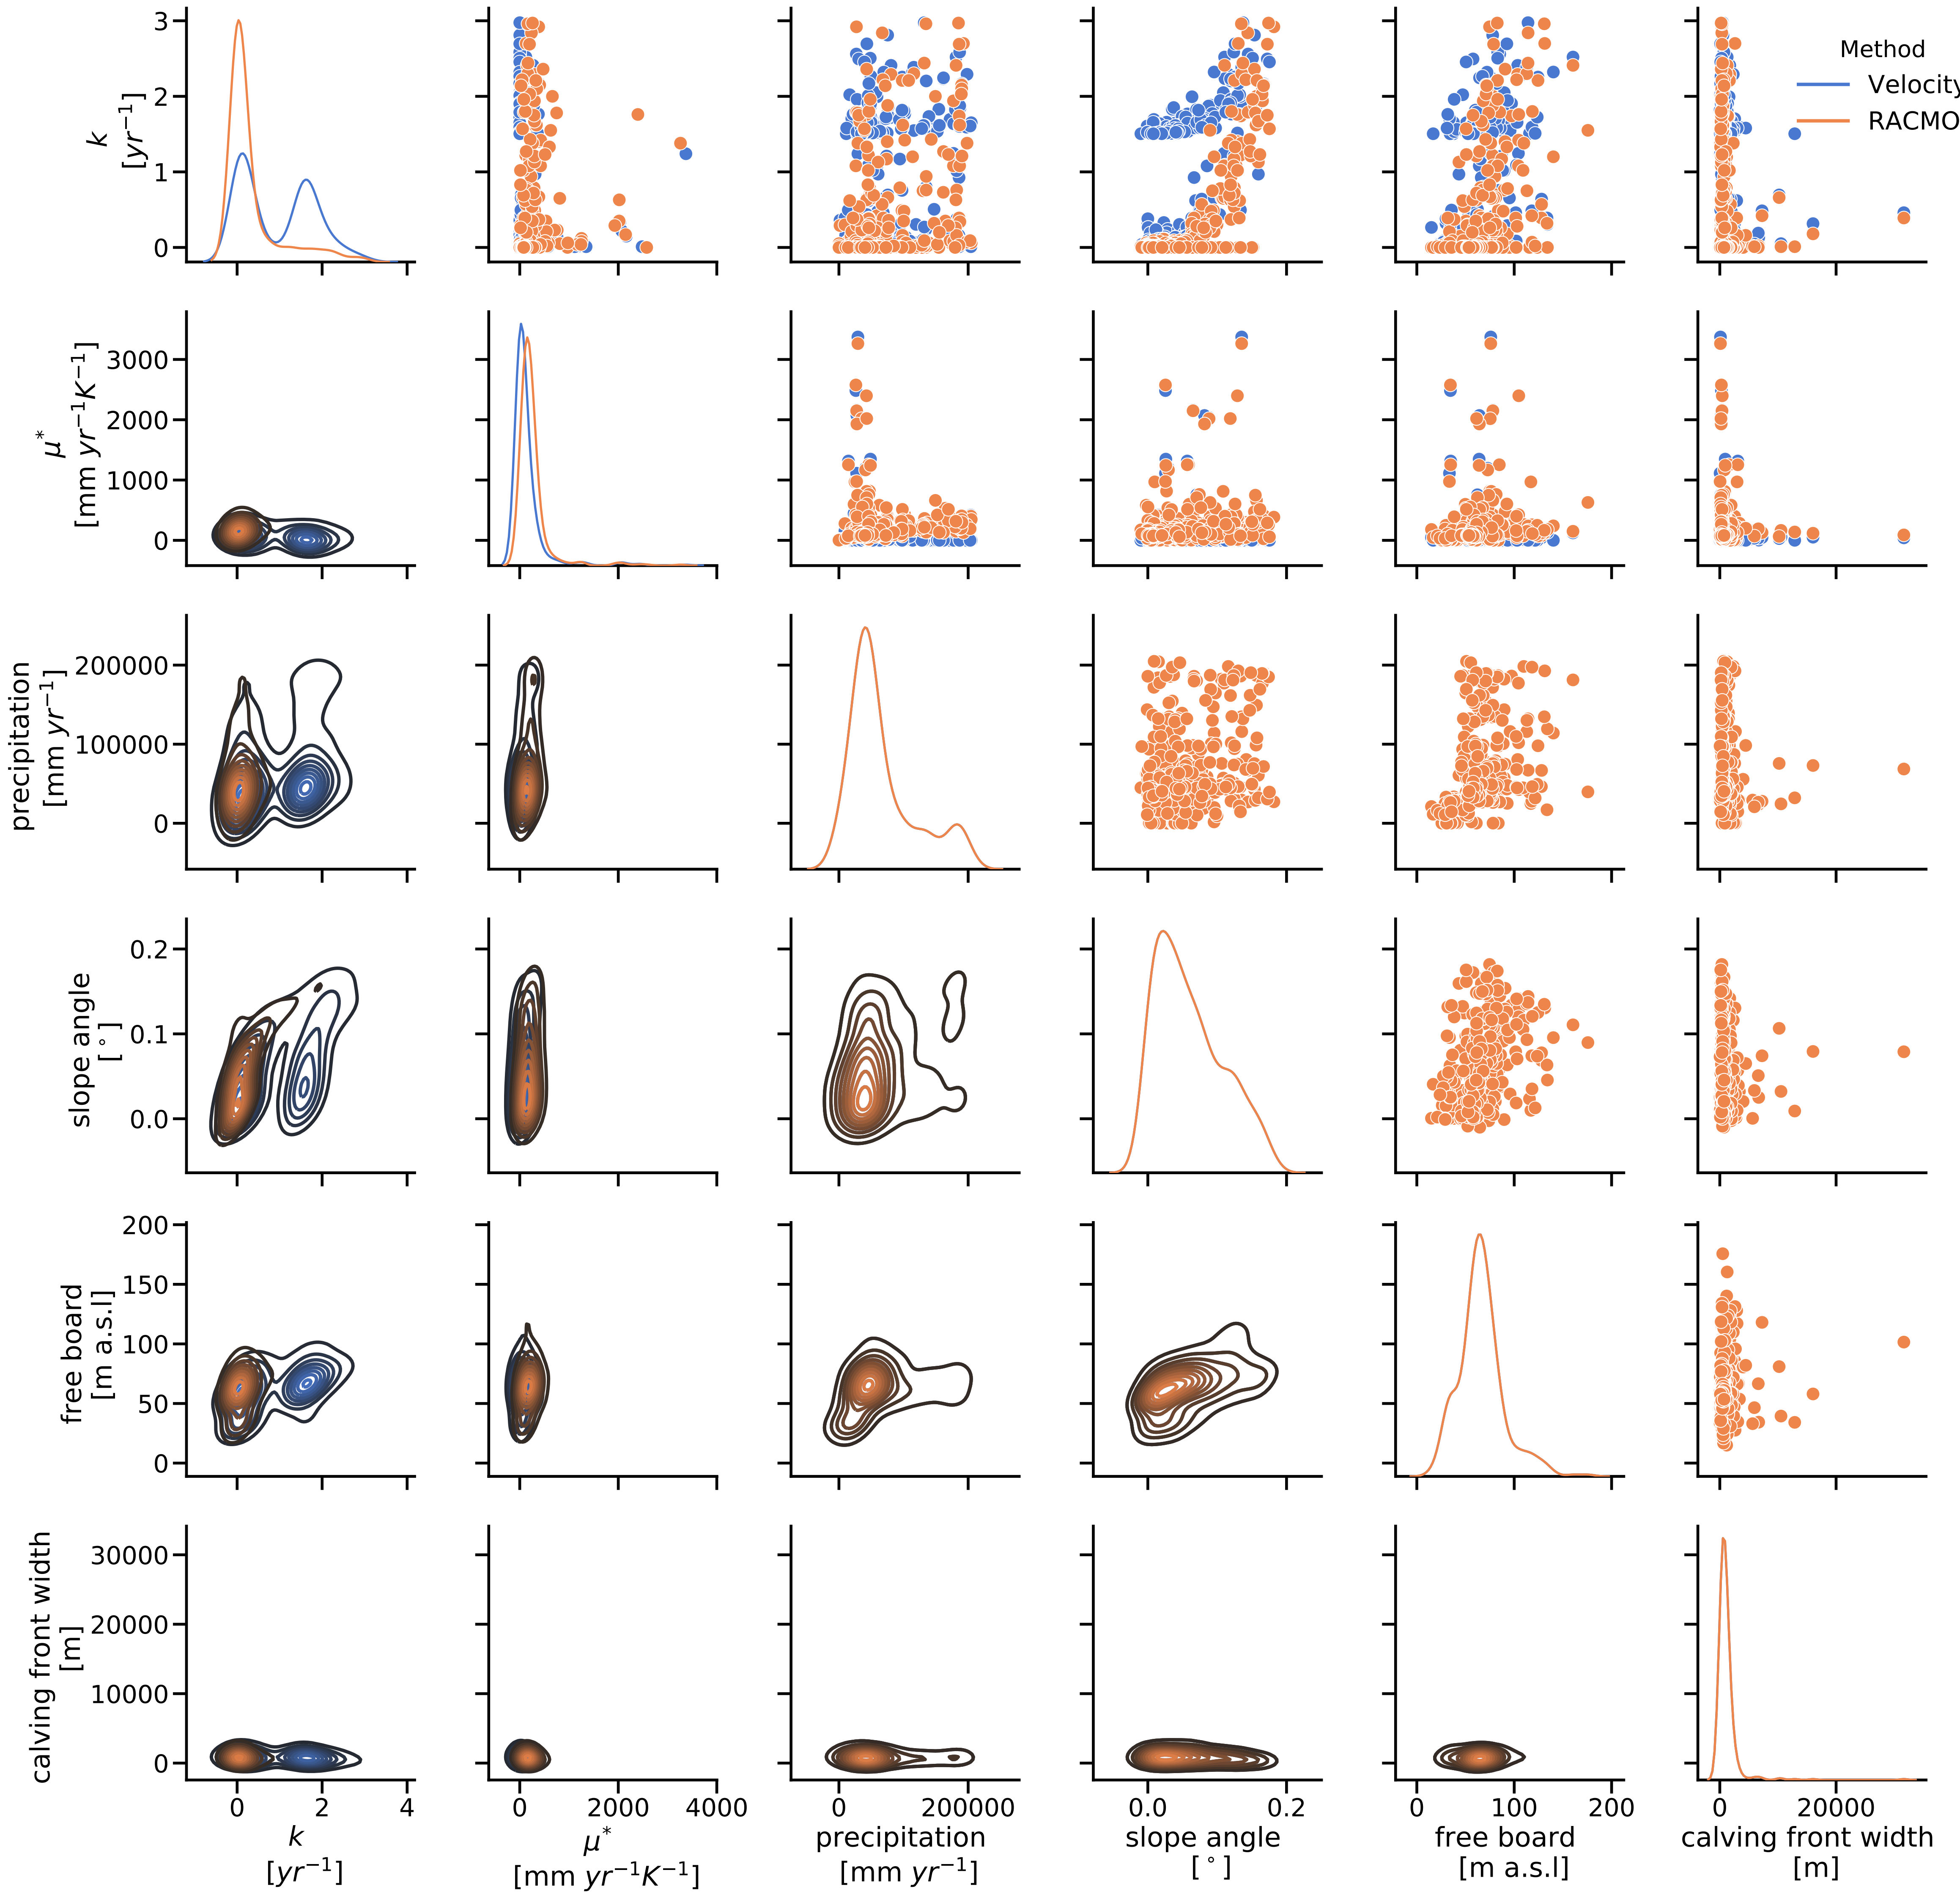 Method
Velocity
RACMO
k
[yr⁻¹]
3
2
1
0
μ*
[mm yr⁻¹K⁻¹]
3000
2000
1000
0
precipitation
[mm yr⁻¹]
200000
100000
0
slope angle
[°]
0.2
0.1
0.0
free board
[m a.s.l]
200
150
100
50
0
calving front width
[m]
30000
20000
10000
0
0 2 4
k
[yr⁻¹]
0 2000 4000
μ*
[mm yr⁻¹K⁻¹]
0 200000
precipitation
[mm yr⁻¹]
0.0 0.2
slope angle
[°]
0 100 200
free board
[m a.s.l]
0 20000
calving front width
[m]